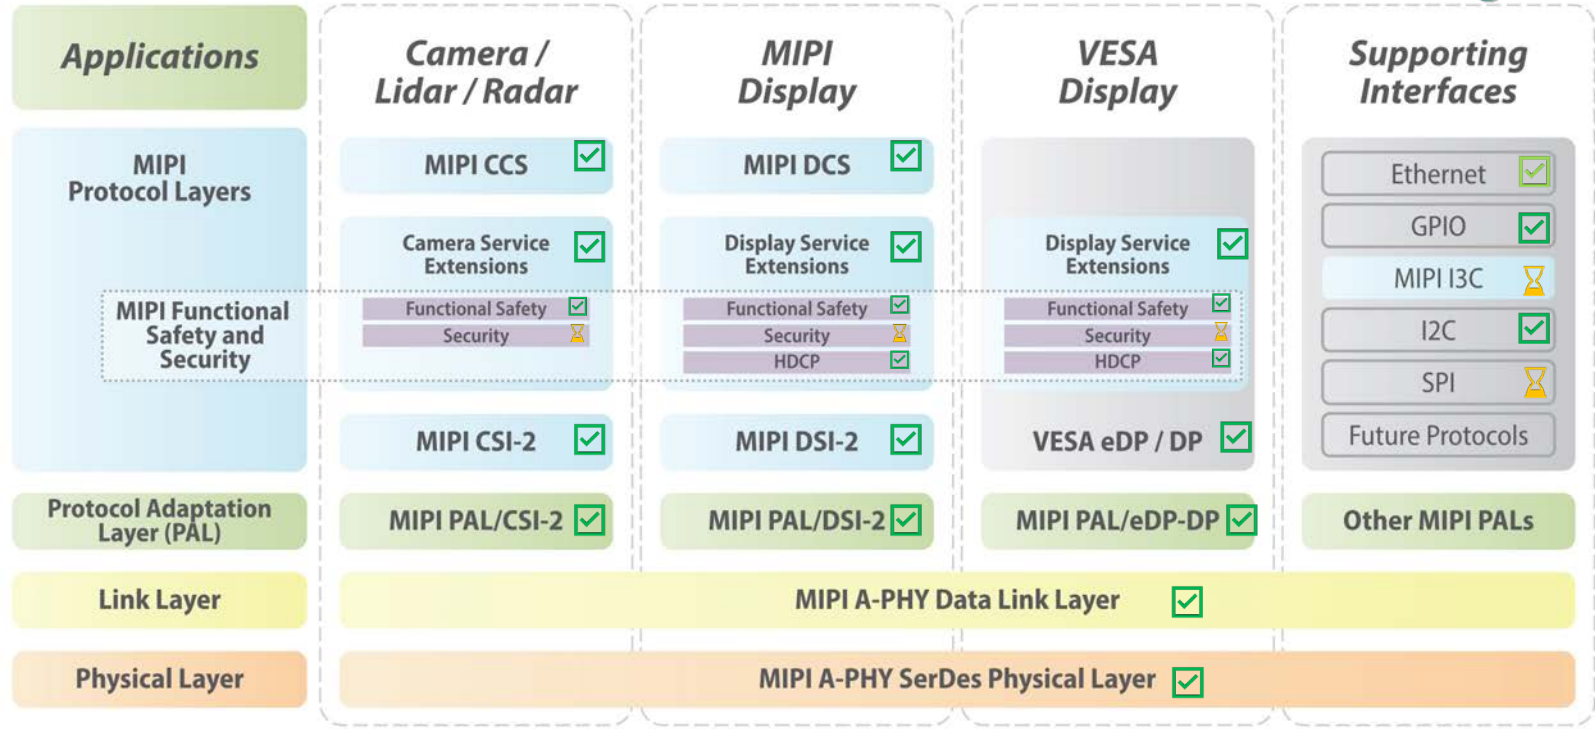 Applications
Camera /
Lidar / Radar
MIPI
Display
VESA
Display
Supporting
Interfaces
MIPI
Protocol Layers
MIPI CCS
MIPI DCS
Ethernet
GPIO
MIPI I3C
I2C
SPI
Future Protocols
Camera Service
Extensions
Display Service
Extensions
Display Service
Extensions
MIPI Functional
Safety and
Security
Functional Safety
Security
Functional Safety
Security
HDCP
Functional Safety
Security
HDCP
MIPI CSI-2
MIPI DSI-2
VESA eDP / DP
Protocol Adaptation
Layer (PAL)
MIPI PAL/CSI-2
MIPI PAL/DSI-2
MIPI PAL/eDP-DP
Other MIPI PALs
Link Layer
MIPI A-PHY Data Link Layer
Physical Layer
MIPI A-PHY SerDes Physical Layer